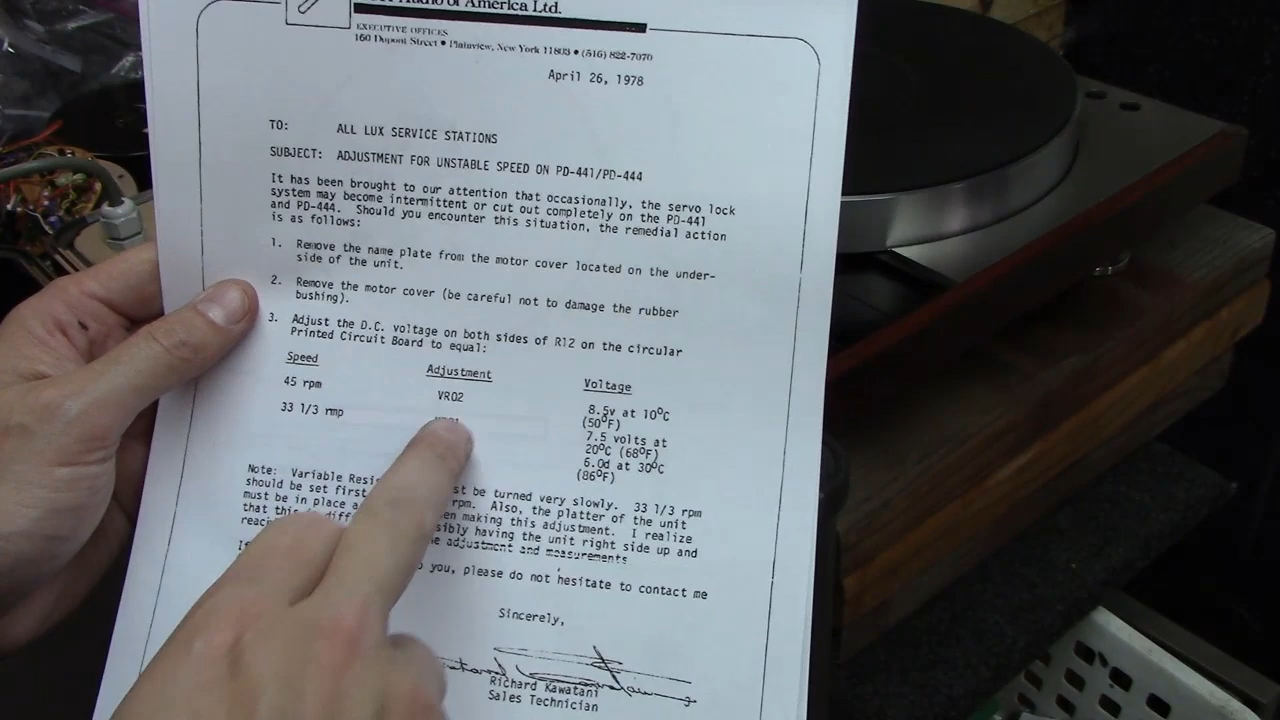 Audio of America Ltd.
EXECUTIVE OFFICES
160 Dupont Street ● Plainview, New York 11803 ● (516) 822-7070
April 26, 1978
TO: ALL LUX SERVICE STATIONS
SUBJECT: ADJUSTMENT FOR UNSTABLE SPEED ON PD-441/PD-444
It has been brought to our attention that occasionally, the servo lock
system may become intermittent or cut out completely on the PD-441
and PD-444. Should you encounter this situation, the remedial action
is as follows:
1. Remove the name plate from the motor cover located on the under-
side of the unit.
2. Remove the motor cover (be careful not to damage the rubber
bushing).
3. Adjust the D.C. voltage on both sides of R12 on the circular
Printed Circuit Board to equal:
Speed Adjustment Voltage
45 rpm VR02 8.5v at 10°C
(50°F)
33 1/3 rmp 7.5 volts at
20°C (68°F)
6.0d at 30°C
(86°F)
Note: Variable be turned very slowly. 33 1/3 rpm
should be set first rpm. Also, the platter of the unit
must be in place making this adjustment. I realize
that this having the unit right side up and
adjustment and measurements
you, please do not hesitate to contact me
Sincerely,
Richard Kawatani
Sales Technician